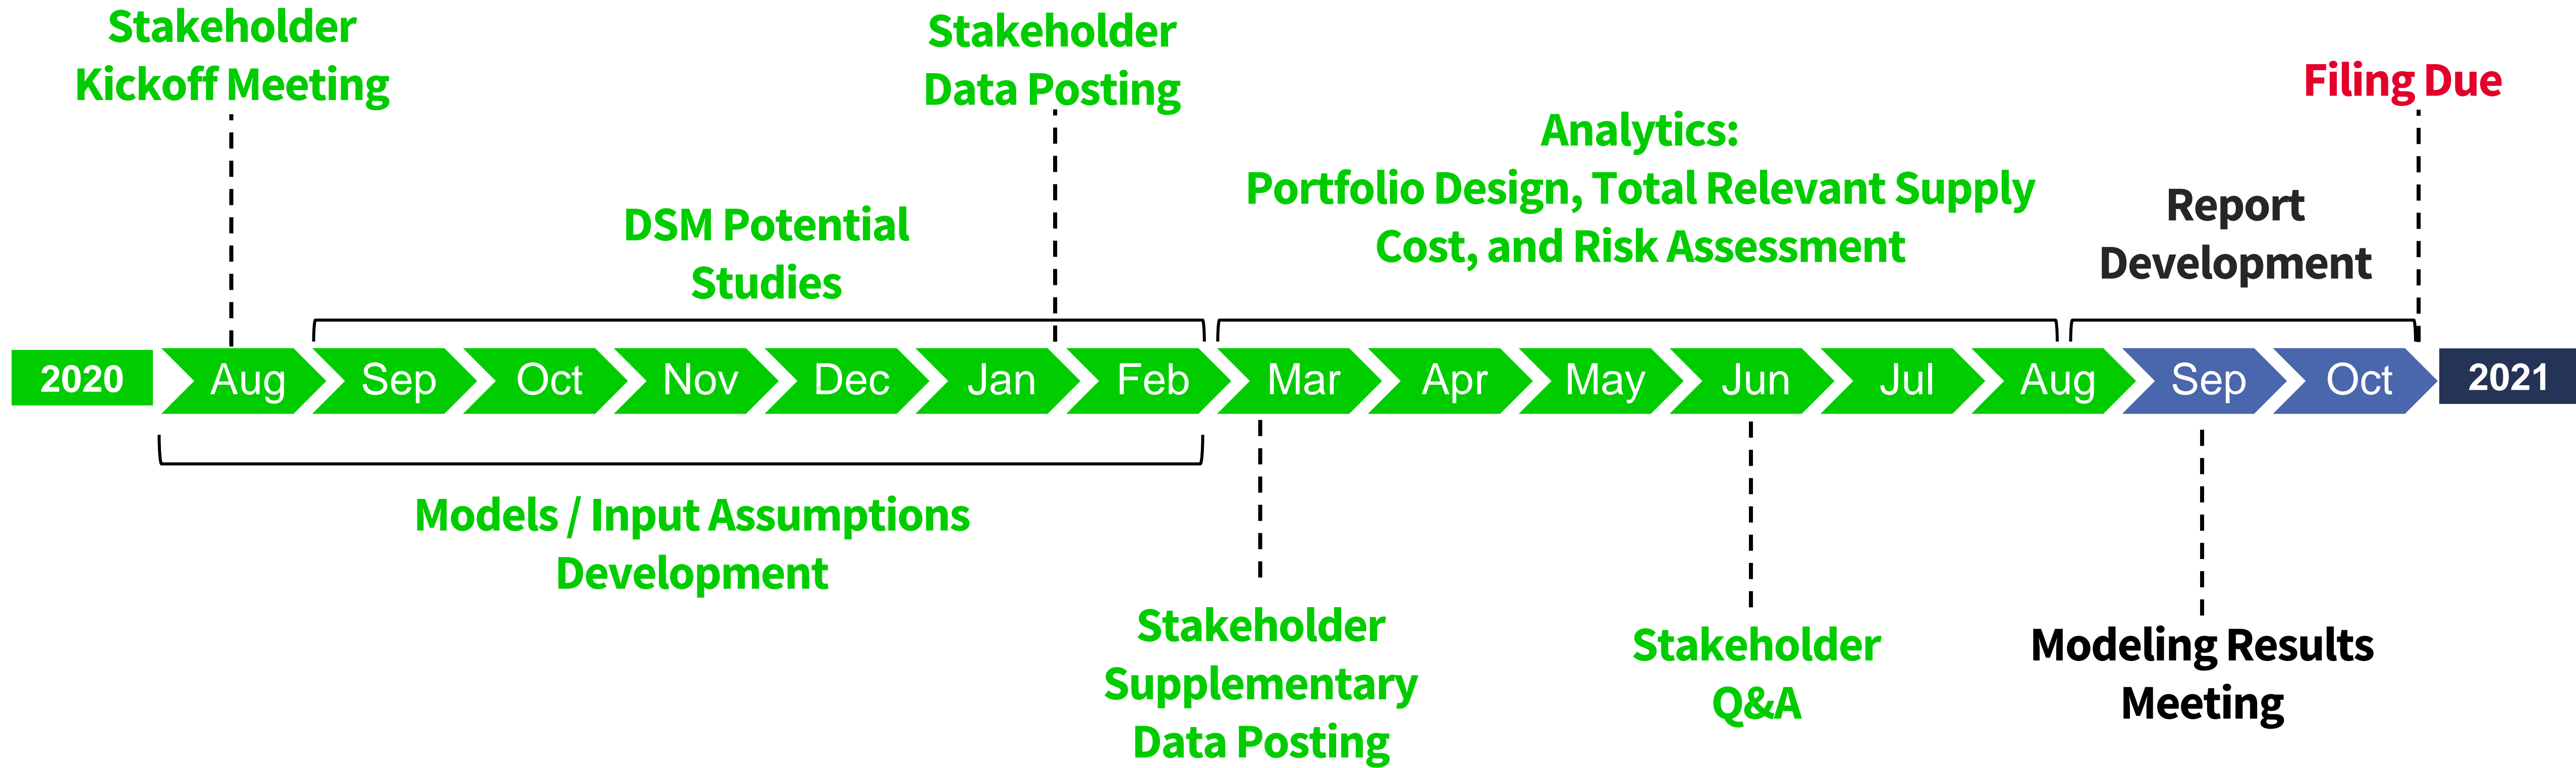 Stakeholder
Kickoff Meeting
Stakeholder
Data Posting
Filing Due
Analytics:
Portfolio Design, Total Relevant Supply
Cost, and Risk Assessment
DSM Potential
Studies
Report
Development
2020 Aug Sep Oct Nov Dec Jan Feb Mar Apr May Jun Jul Aug Sep Oct 2021
Models / Input Assumptions
Development
Stakeholder
Supplementary
Data Posting
Stakeholder
Q&A
Modeling Results
Meeting